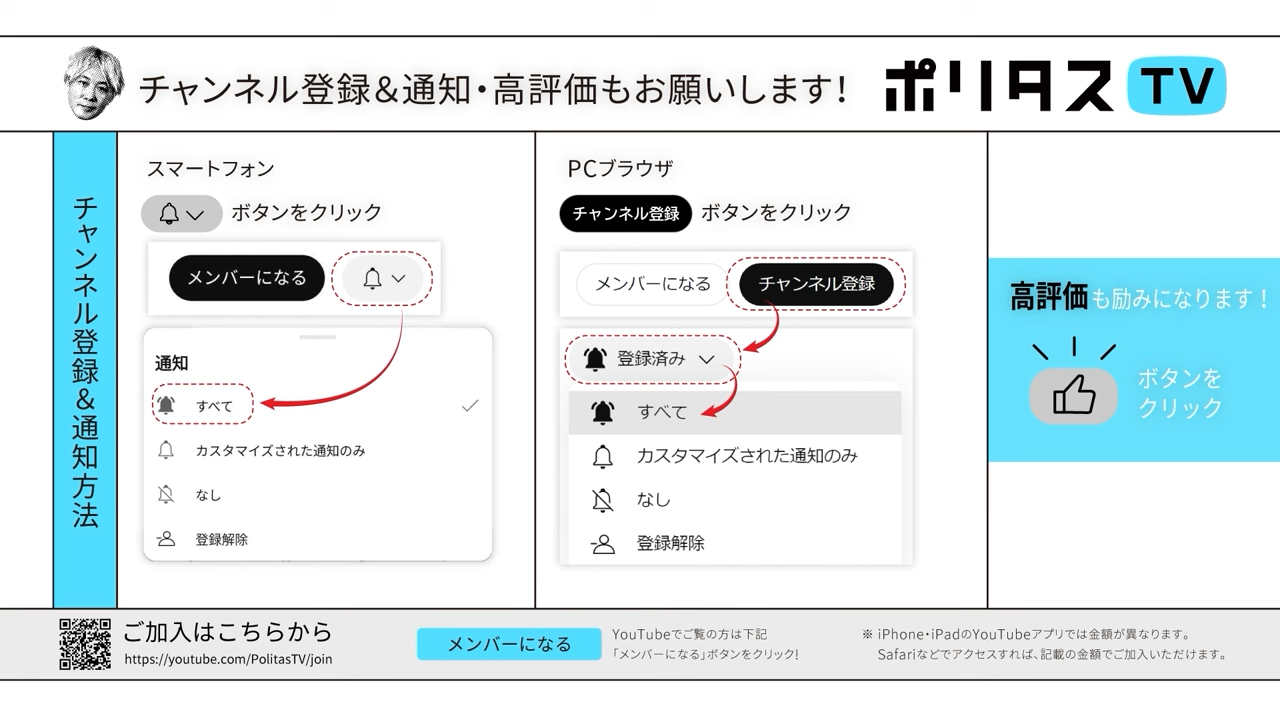 チャンネル登録&通知・高評価もお願いします!
ポリタスTV
チャンネル登録&通知方法
スマートフォン
ボタンをクリック
メンバーになる
通知
すべて
カスタマイズされた通知のみ
なし
登録解除
PCブラウザ
チャンネル登録 ボタンをクリック
メンバーになる チャンネル登録
登録済み
すべて
カスタマイズされた通知のみ
なし
登録解除
高評価も励みになります!
ボタンを
クリック
ご加入はこちらから
https://youtube.com/PolitasTV/join
メンバーになる
YouTubeでご覧の方は下記
「メンバーになる」ボタンをクリック!
※ iPhone・iPadのYouTubeアプリでは金額が異なります。
Safariなどでアクセスすれば、記載の金額でご加入いただけます。